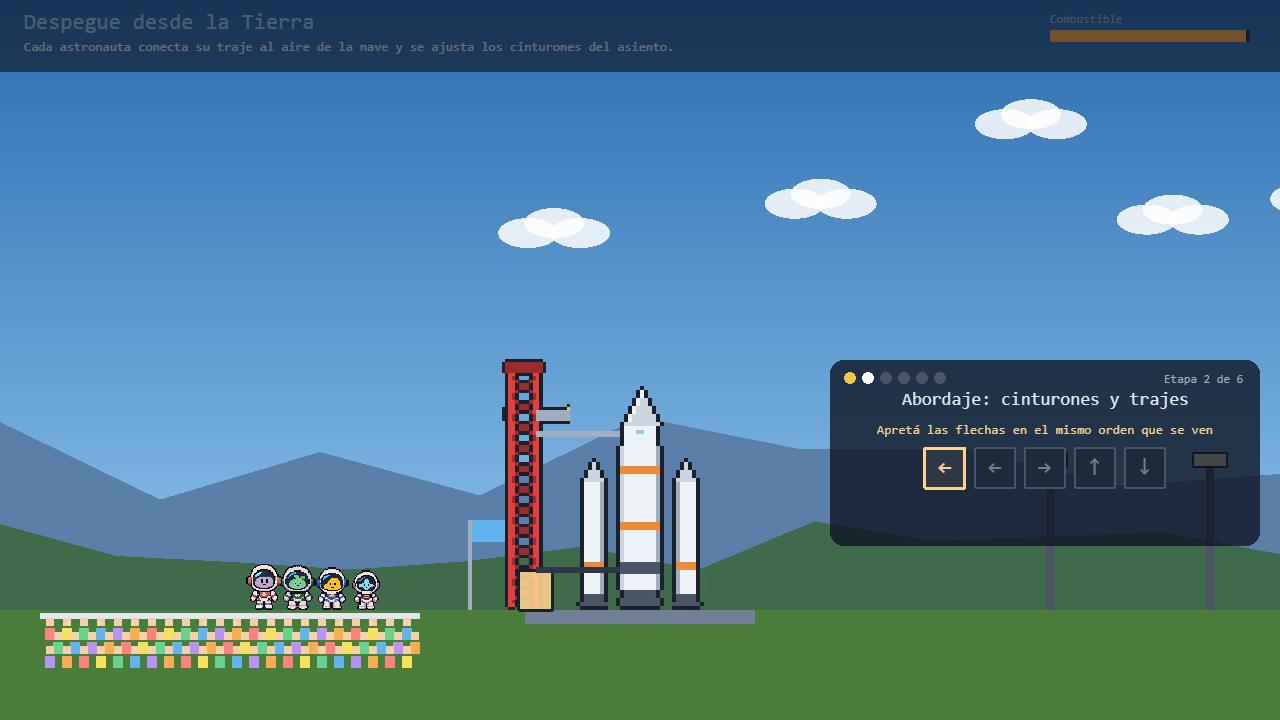 Despegue desde la Tierra
Cada astronauta conecta su traje al aire de la nave y se ajusta los cinturones del asiento.
Combustible
Etapa 2 de 6
Abordaje: cinturones y trajes
Apretá las flechas en el mismo orden que se ven
← ← → ↑ ↓